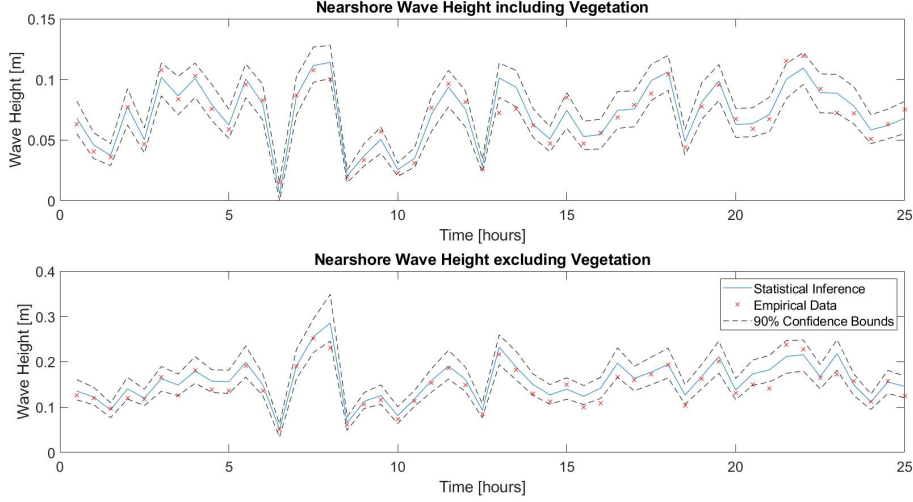 Nearshore Wave Height including Vegetation
0.15
0.1
0.05
0
Wave Height [m]
0 5 10 15 20 25
Time [hours]
Nearshore Wave Height excluding Vegetation
0.4
0.3
0.2
0.1
0
Wave Height [m]
Statistical Inference
Empirical Data
90% Confidence Bounds
0 5 10 15 20 25
Time [hours]